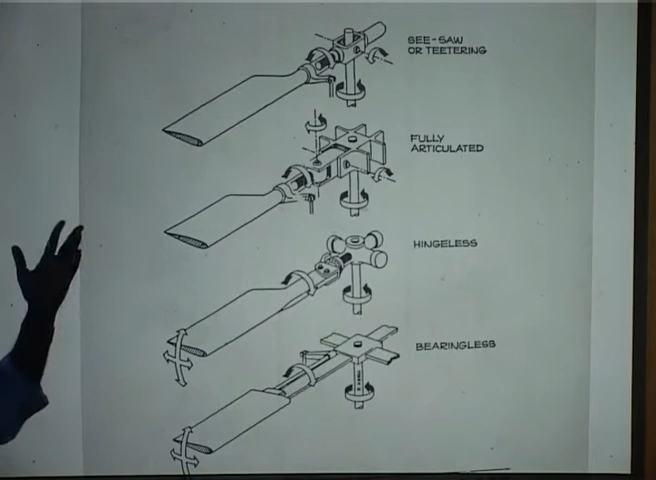 SEE-SAW
OR TEETERING
FULLY
ARTICULATED
HINGELESS
BEARINGLESS